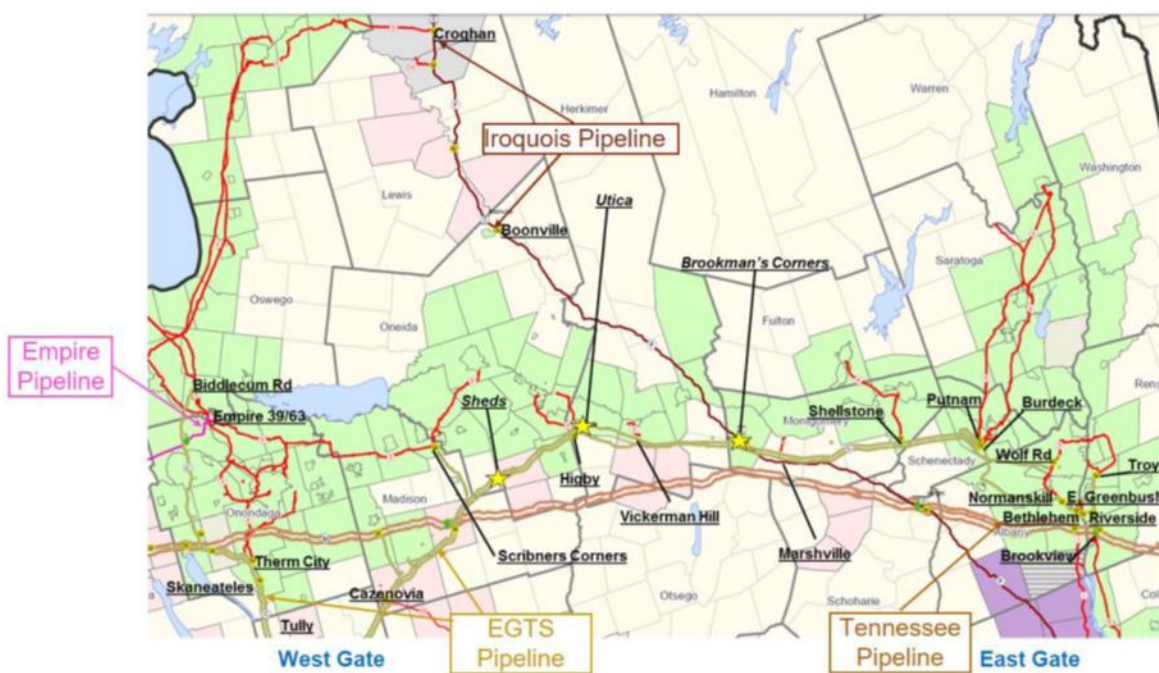 Croghan
Herkimer
Hamilton
Warren
Washington
Iroquois Pipeline
Lewis
Utica
Boonville
Brookman's Corners
Saratoga
Oswego
Oneida
Fulton
Empire
Pipeline
Biddlecum Rd
Rens
Empire 39/63
Sheds
Shellstone
Putnam
Burdeck
Montgomery
Wolf Rd
Schenectady
Troy
Higby
Madison
Normanskill
E. Greenbush
Onondaga
Vickerman Hill
Bethlehem
Riverside
Albany
Therm City
Scribners Corners
Marshville
Brookview
Skaneateles
Cazenovia
Otsego
Schoharie
Col
Tully
EGTS
Pipeline
Tennessee
Pipeline
West Gate
East Gate